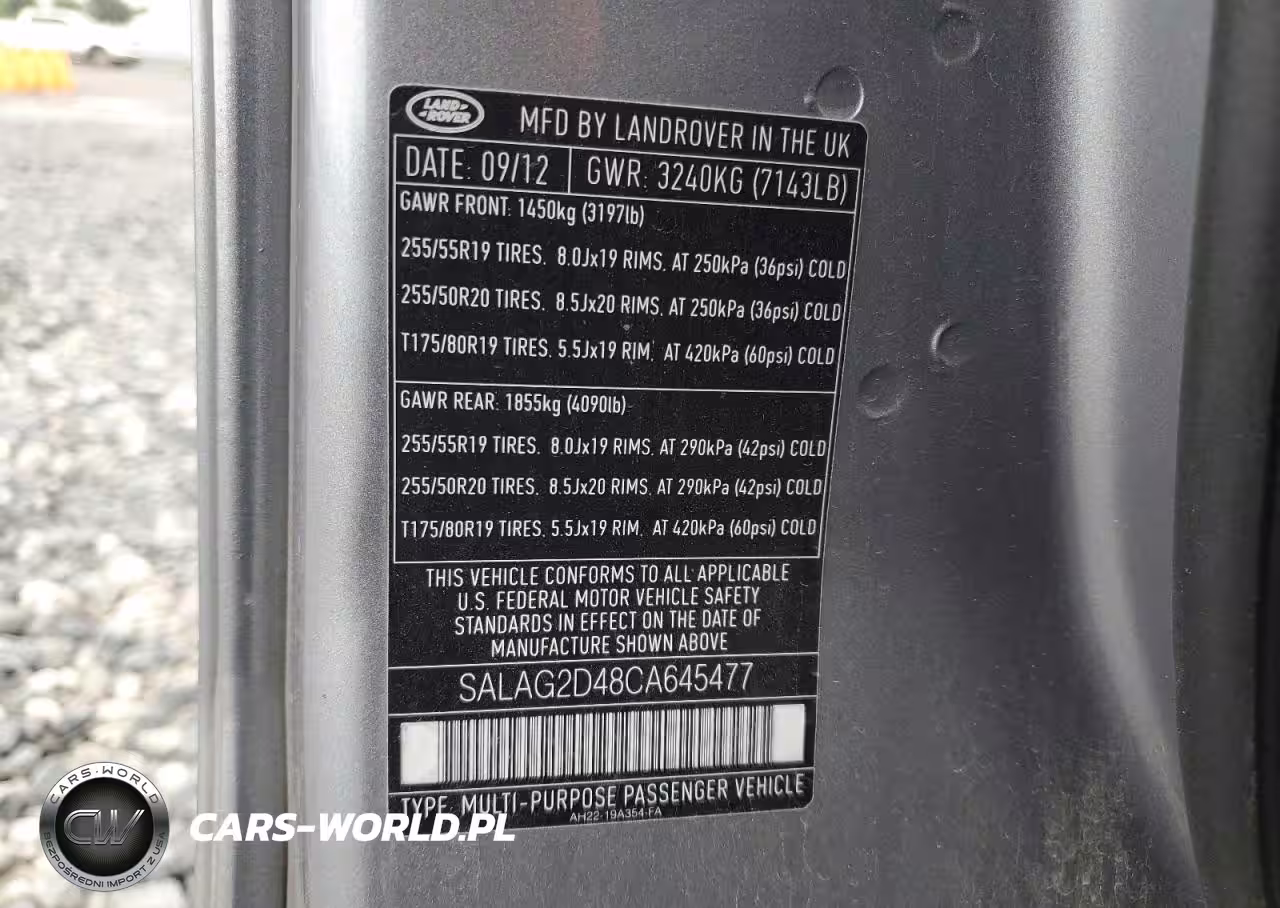 LAND-
-ROVER
MFD BY LANDROVER IN THE UK
DATE: 09/12 GWR: 3240KG (7143LB)
GAWR FRONT: 1450kg (3197lb)
255/55R19 TIRES. 8.0Jx19 RIMS. AT 250kPa (36psi) COLD
255/50R20 TIRES. 8.5Jx20 RIMS. AT 250kPa (36psi) COLD
T175/80R19 TIRES. 5.5Jx19 RIM. AT 420kPa (60psi) COLD
GAWR REAR: 1855kg (4090lb)
255/55R19 TIRES. 8.0Jx19 RIMS. AT 290kPa (42psi) COLD
255/50R20 TIRES. 8.5Jx20 RIMS. AT 290kPa (42psi) COLD
T175/80R19 TIRES. 5.5Jx19 RIM. AT 420kPa (60psi) COLD
THIS VEHICLE CONFORMS TO ALL APPLICABLE
U.S. FEDERAL MOTOR VEHICLE SAFETY
STANDARDS IN EFFECT ON THE DATE OF
MANUFACTURE SHOWN ABOVE
SALAG2D48CA645477
TYPE. MULTI-PURPOSE PASSENGER VEHICLE
AH22-19A354-FA
CARS-WORLD
CW
BEZPOŚREDNI IMPORT Z USA
CARS-WORLD.PL